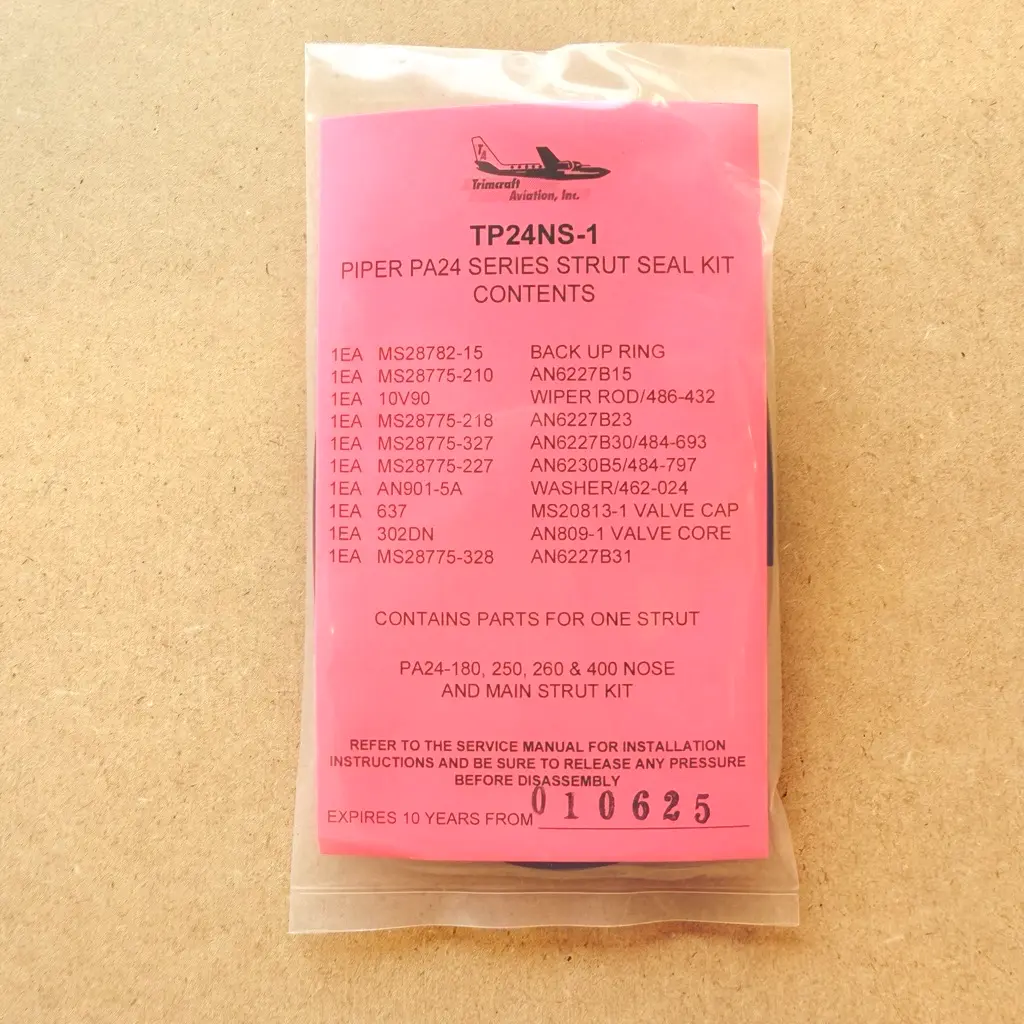 TA
Trimcraft
Aviation, Inc.
TP24NS-1
PIPER PA24 SERIES STRUT SEAL KIT
CONTENTS
1EA MS28782-15 BACK UP RING
1EA MS28775-210 AN6227B15
1EA 10V90 WIPER ROD/486-432
1EA MS28775-218 AN6227B23
1EA MS28775-327 AN6227B30/484-693
1EA MS28775-227 AN6230B5/484-797
1EA AN901-5A WASHER/462-024
1EA 637 MS20813-1 VALVE CAP
1EA 302DN AN809-1 VALVE CORE
1EA MS28775-328 AN6227B31
CONTAINS PARTS FOR ONE STRUT
PA24-180, 250, 260 & 400 NOSE
AND MAIN STRUT KIT
REFER TO THE SERVICE MANUAL FOR INSTALLATION
INSTRUCTIONS AND BE SURE TO RELEASE ANY PRESSURE
BEFORE DISASSEMBLY
EXPIRES 10 YEARS FROM 010625